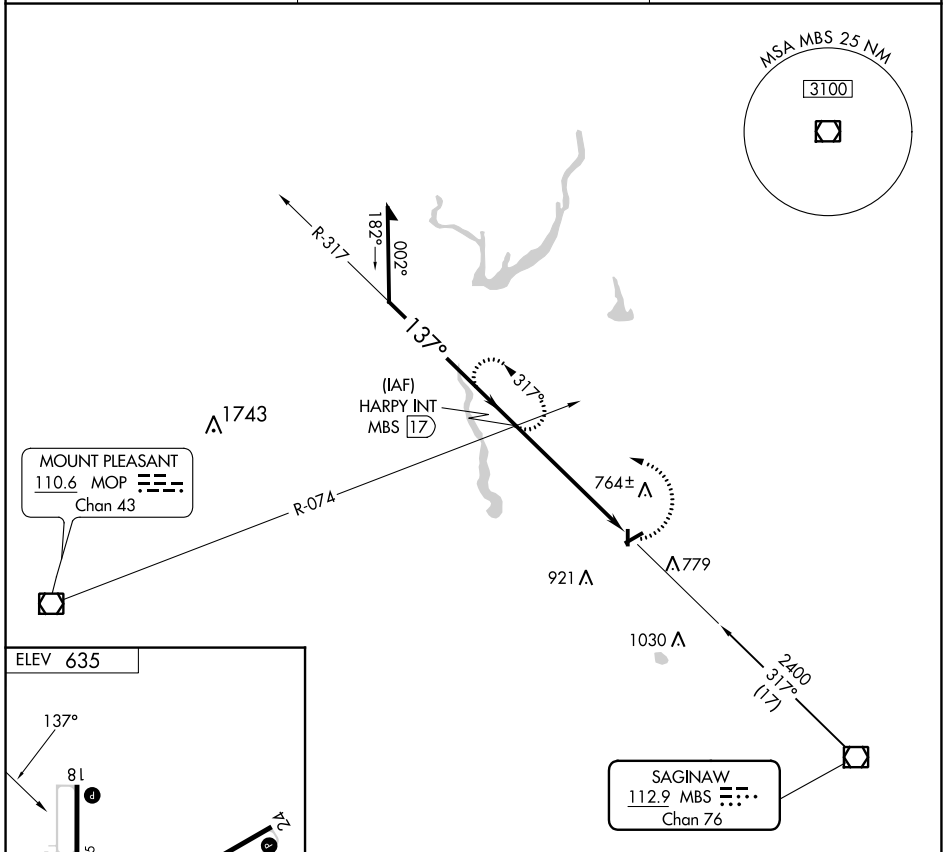 MSA MBS 25 NM
3100
R-317
182°
002°
137°
317°
(IAF)
HARPY INT
MBS 17
1743
MOUNT PLEASANT
110.6 MOP
Chan 43
R-074
764±
779
921
1030
2400
317°
(17)
SAGINAW
112.9 MBS
Chan 76
ELEV 635
137°
18
P
24
P